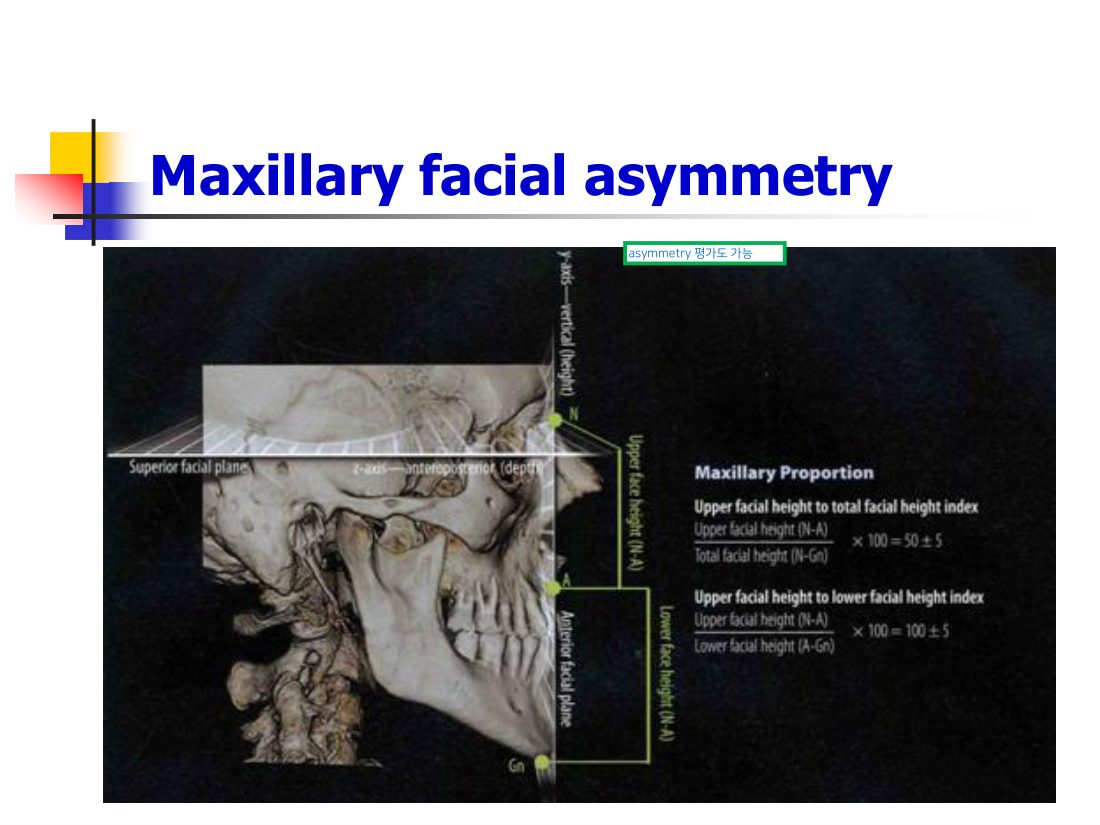 Maxillary facial asymmetry
asymmetry 평가도 가능
y-axis—vertical (height)
N
Superior facial plane
z-axis—anteroposterior (depth)
Upper face height (N-A)
A
Anterior facial plane
Lower face height (N-A)
Gn
Maxillary Proportion
Upper facial height to total facial height index
Upper facial height (N-A)
Total facial height (N-Gn)
× 100 = 50 ± 5
Upper facial height to lower facial height index
Upper facial height (N-A)
Lower facial height (A-Gn)
× 100 = 100 ± 5